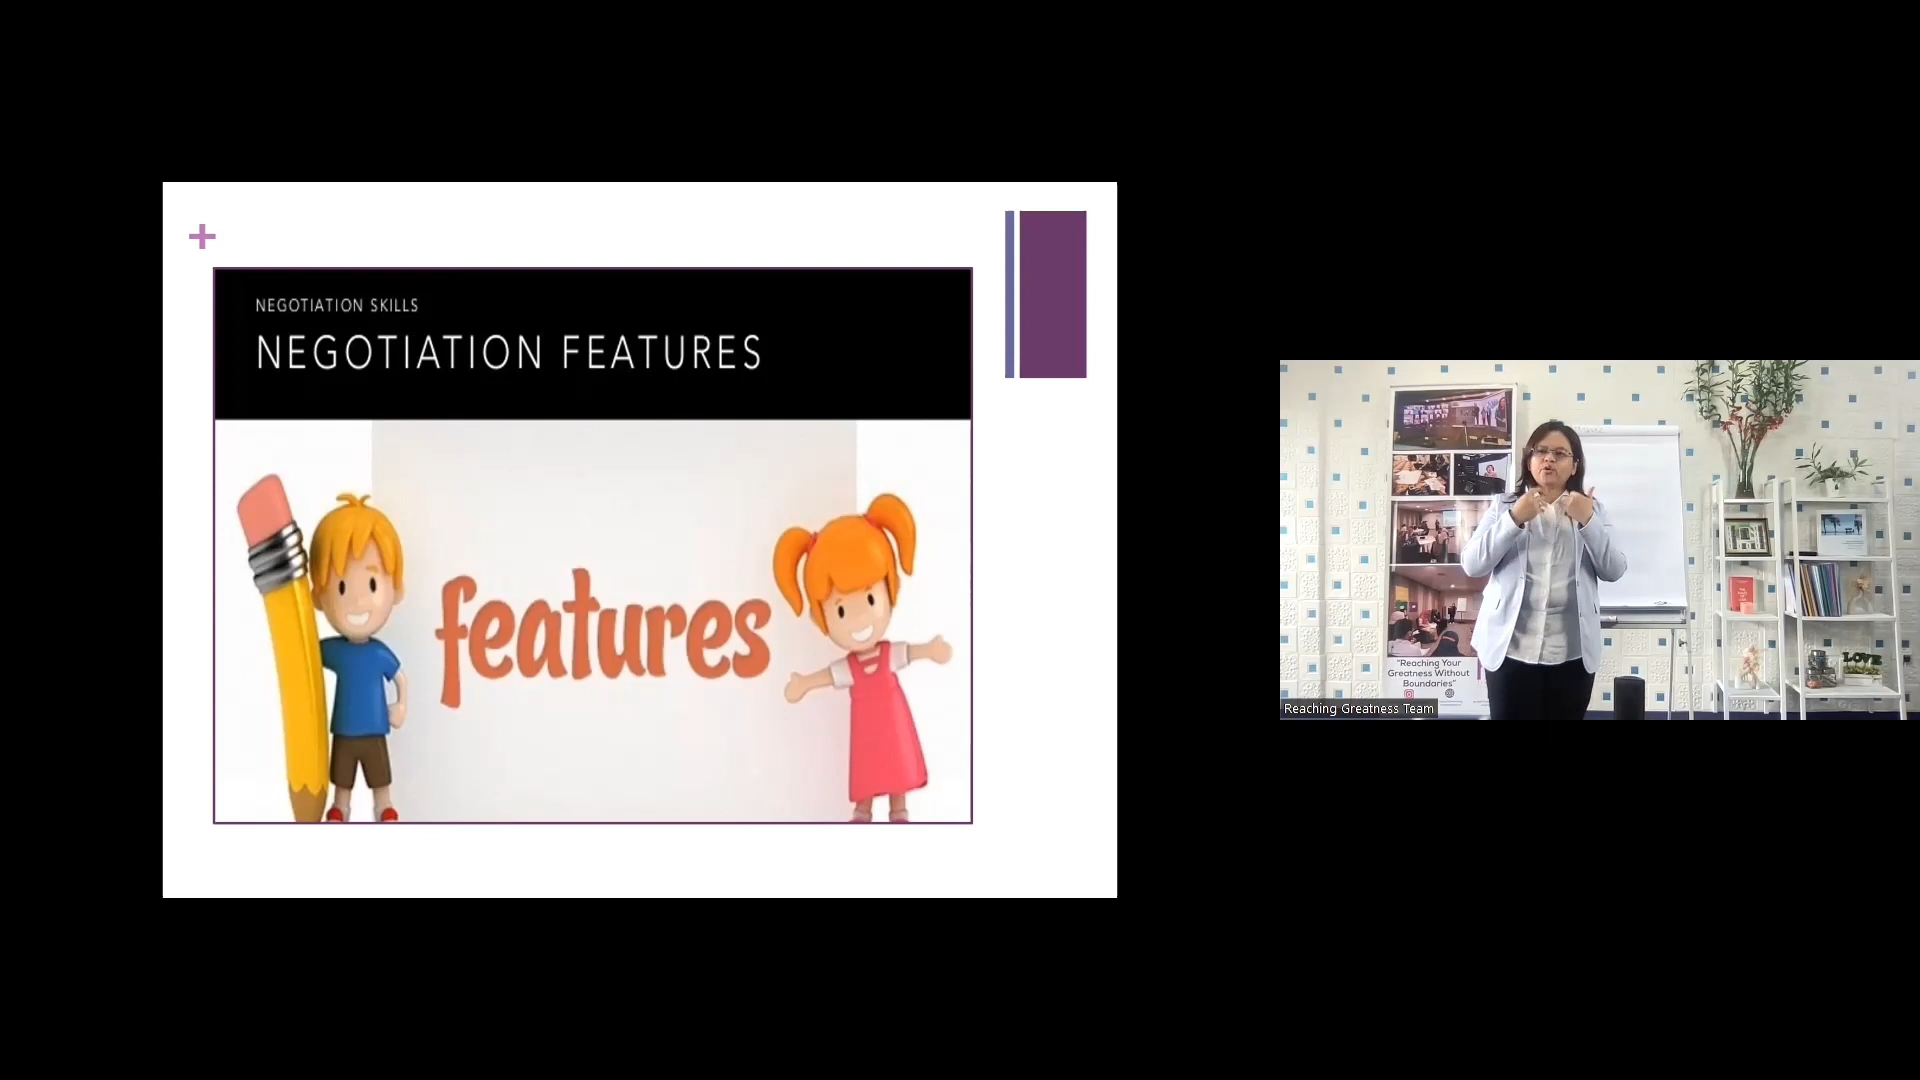 +
NEGOTIATION SKILLS
NEGOTIATION FEATURES
features
"Reaching Your
Greatness Without
Boundaries"
LOVE
Reaching Greatness Team